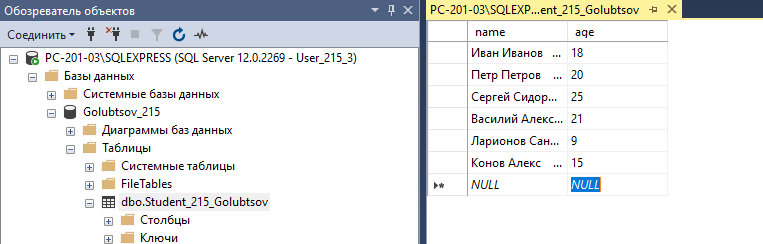 Обозреватель объектов
Соединить
PC-201-03\SQLEXPRESS (SQL Server 12.0.2269 - User_215_3)
Базы данных
Системные базы данных
Golubtsov_215
Диаграммы баз данных
Таблицы
Системные таблицы
FileTables
dbo.Student_215_Golubtsov
Столбцы
Ключи
PC-201-03\SQLEXP...ent_215_Golubtsov
name age
Иван Иванов ... 18
Петр Петров ... 20
Сергей Сидор... 25
Василий Алекс... 21
Ларионов Сан... 9
Конов Алекс ... 15
NULL NULL